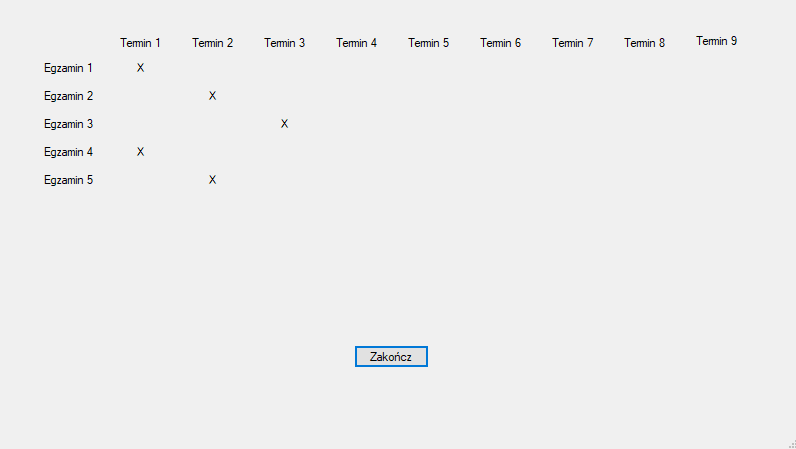 Termin 1 Termin 2 Termin 3 Termin 4 Termin 5 Termin 6 Termin 7 Termin 8 Termin 9
Egzamin 1 X
Egzamin 2 X
Egzamin 3 X
Egzamin 4 X
Egzamin 5 X
Zakończ